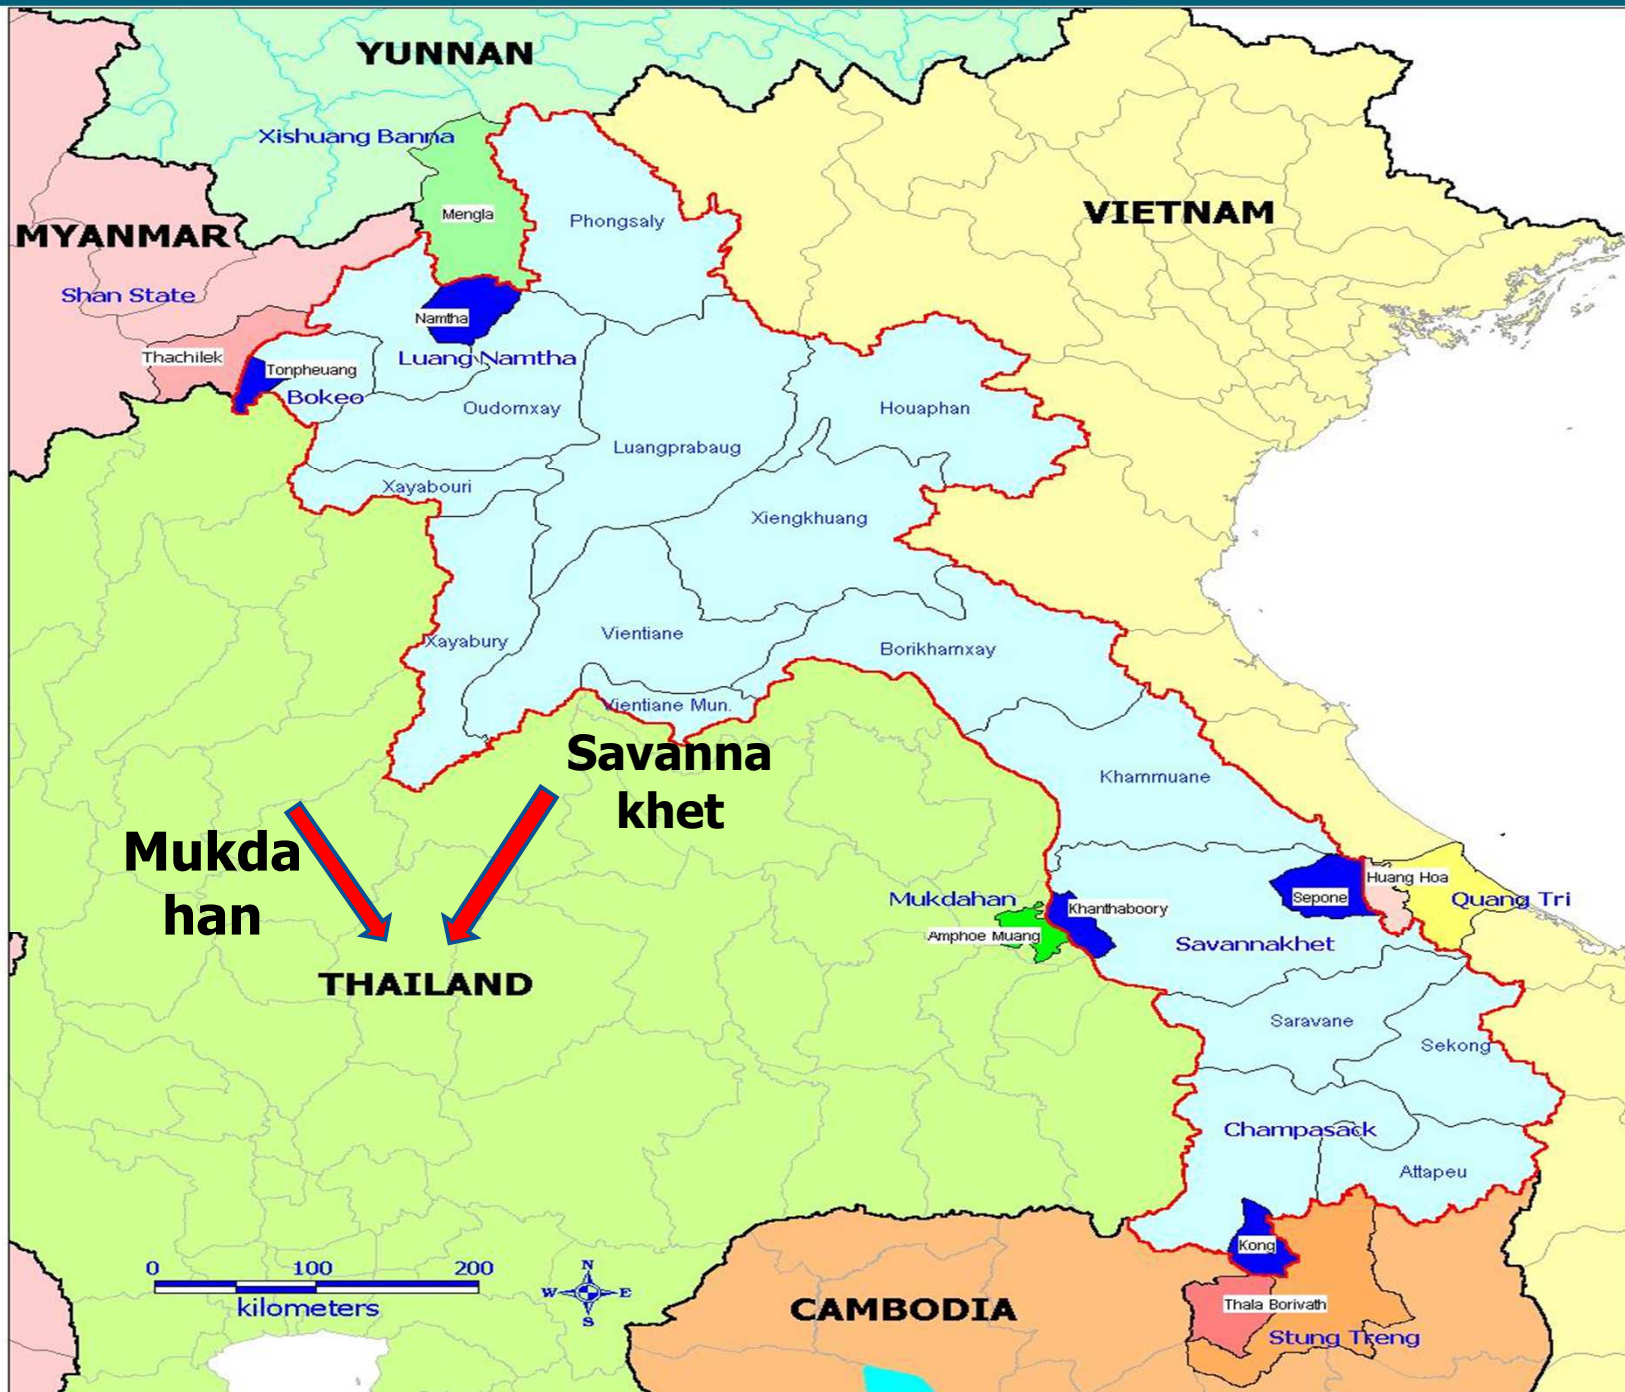 YUNNAN
Xishuang Banna
Mengla
Phongsaly
VIETNAM
MYANMAR
Shan State
Namtha
Thachilek
Luang Namtha
Tonpheuang
Bokeo
Oudomxay
Houaphan
Luangprabaug
Xayabouri
Xiengkhuang
Xayabury
Vientiane
Borikhamxay
Vientiane Mun.
Savanna
khet
Khammuane
Mukda
han
Huang Hoa
Mukdahan
Khanthaboory
Sepone
Quang Tri
Amphoe Muang
Savannakhet
THAILAND
Saravane
Sekong
Champasack
Attapeu
Kong
0 100 200
kilometers
N
W E
S
CAMBODIA
Thala Borivath
Stung Treng